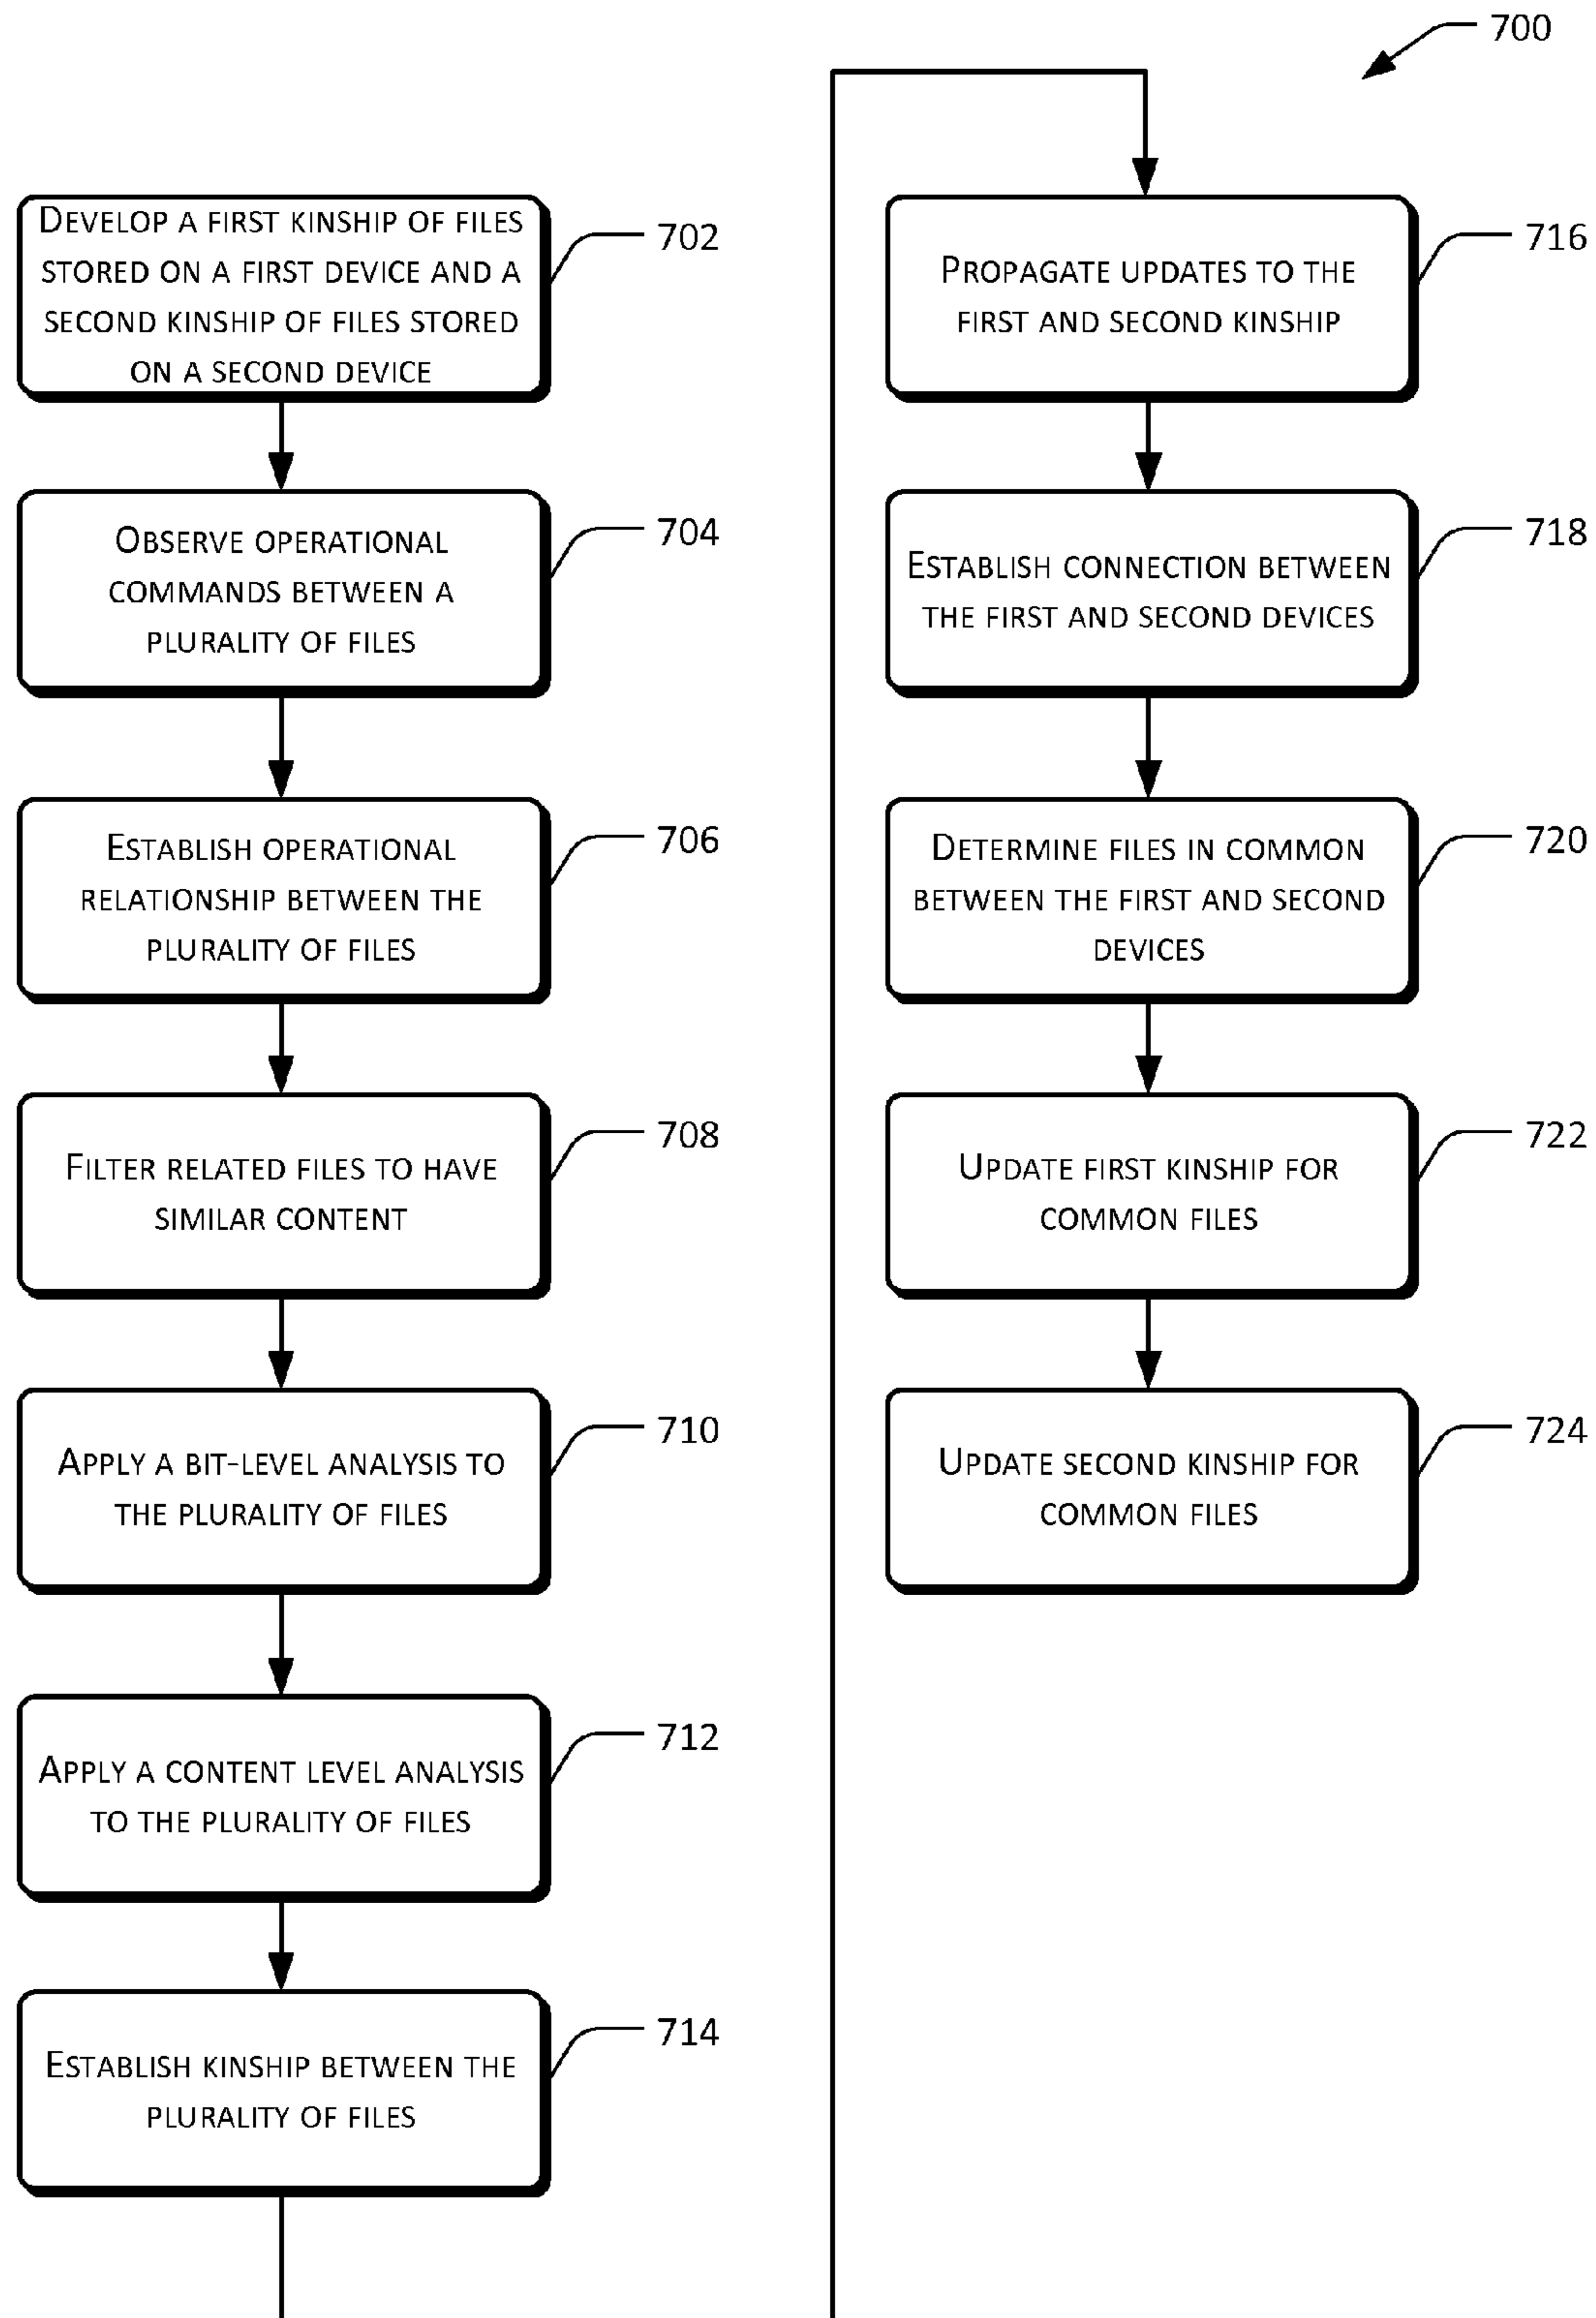 700
DEVELOP A FIRST KINSHIP OF FILES
STORED ON A FIRST DEVICE AND A
SECOND KINSHIP OF FILES STORED
ON A SECOND DEVICE
702
OBSERVE OPERATIONAL
COMMANDS BETWEEN A
PLURALITY OF FILES
704
ESTABLISH OPERATIONAL
RELATIONSHIP BETWEEN THE
PLURALITY OF FILES
706
FILTER RELATED FILES TO HAVE
SIMILAR CONTENT
708
APPLY A BIT-LEVEL ANALYSIS TO
THE PLURALITY OF FILES
710
APPLY A CONTENT LEVEL ANALYSIS
TO THE PLURALITY OF FILES
712
ESTABLISH KINSHIP BETWEEN THE
PLURALITY OF FILES
714
PROPAGATE UPDATES TO THE
FIRST AND SECOND KINSHIP
716
ESTABLISH CONNECTION BETWEEN
THE FIRST AND SECOND DEVICES
718
DETERMINE FILES IN COMMON
BETWEEN THE FIRST AND SECOND
DEVICES
720
UPDATE FIRST KINSHIP FOR
COMMON FILES
722
UPDATE SECOND KINSHIP FOR
COMMON FILES
724